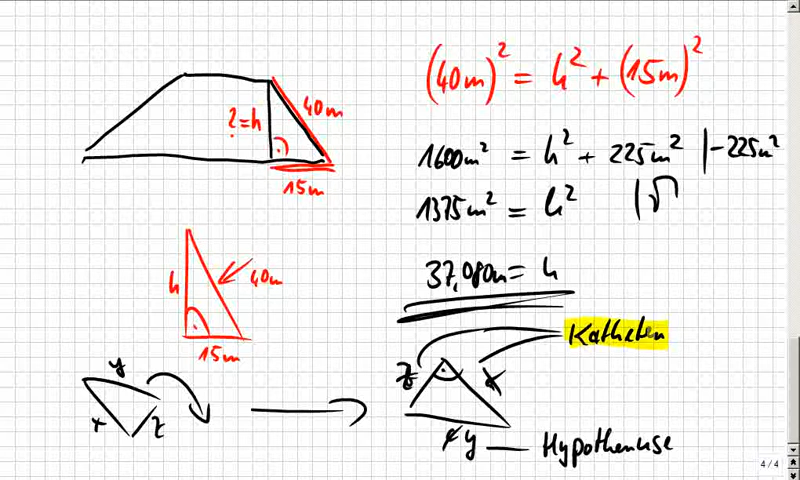 (40m)² = h² + (15m)²
40m
?=h
15m
1600m² = h² + 225m² |-225m²
1375m² = h² |√
37,080m = h
h
40m
15m
Katheten
y
x
z
z
x
y
Hypothenuse
4/4